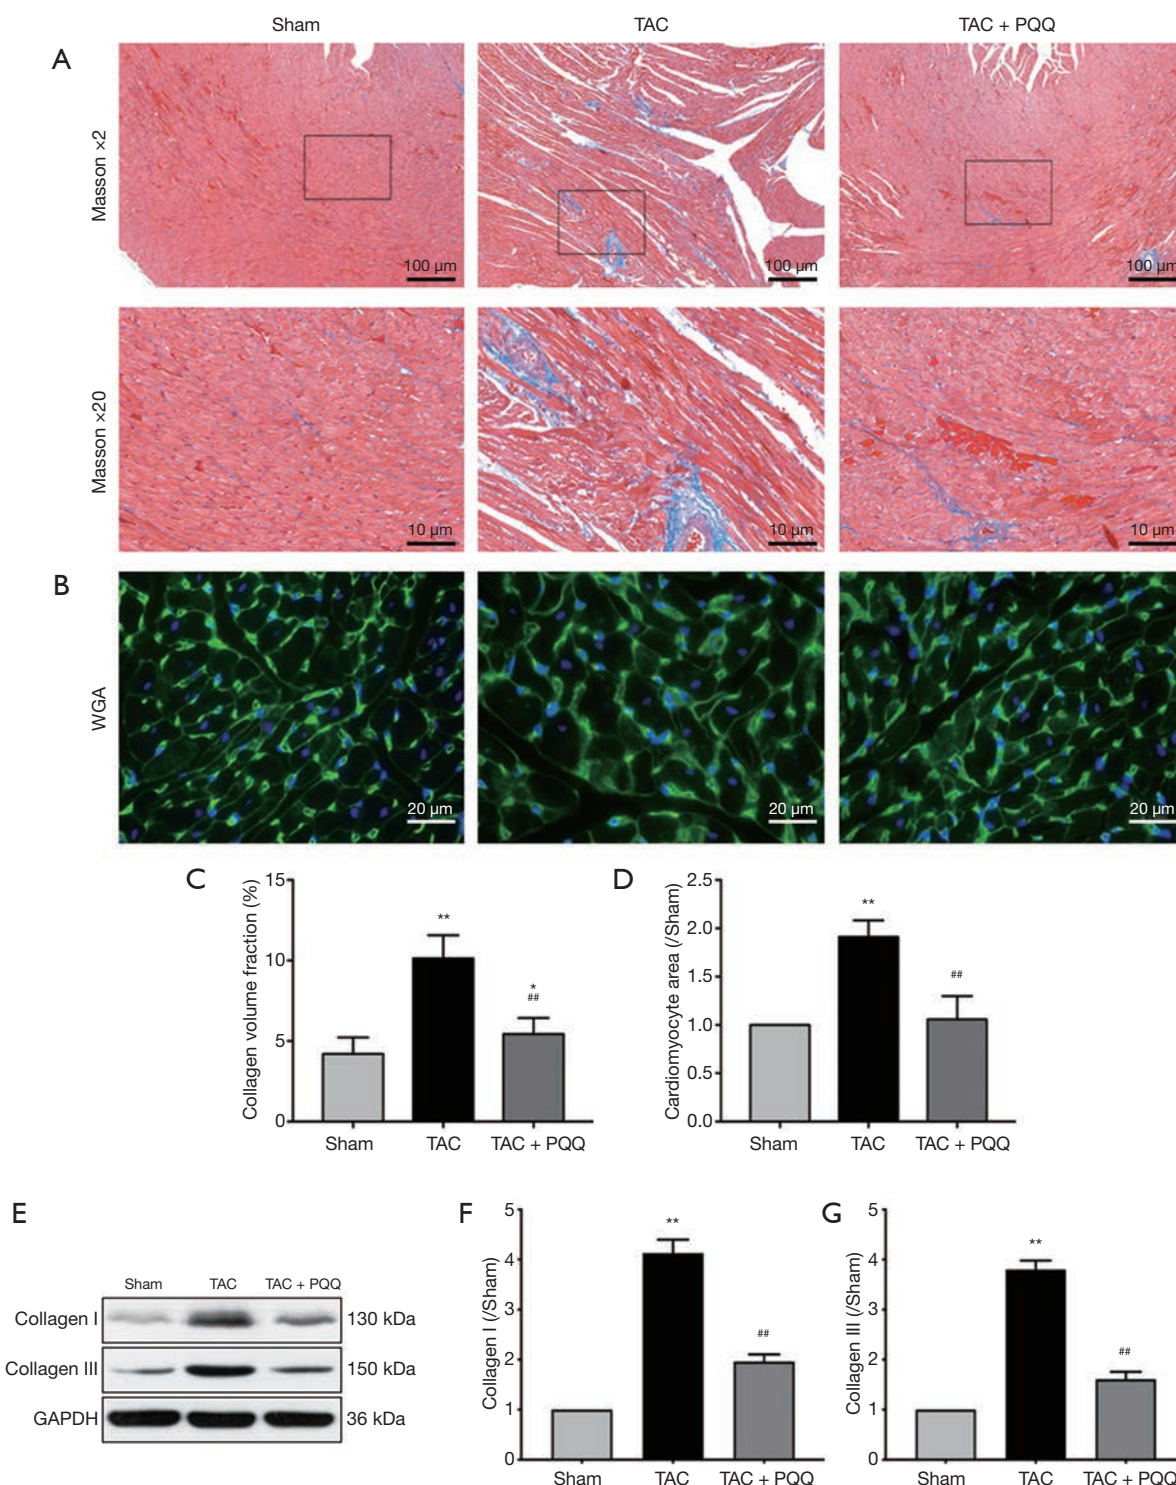 Sham TAC TAC + PQQ
A
Masson ×2
100 µm 100 µm 100 µm
Masson ×20
10 µm 10 µm 10 µm
B
WGA
20 µm 20 µm 20 µm
C
Collagen volume fraction (%)
15
10
5
0
**
*
##
Sham TAC TAC + PQQ
D
Cardiomyocyte area (/Sham)
2.5
2.0
1.5
1.0
0.5
0.0
**
##
Sham TAC TAC + PQQ
E
Sham TAC TAC + PQQ
Collagen I 130 kDa
Collagen III 150 kDa
GAPDH 36 kDa
F
Collagen I (/Sham)
5
4
3
2
1
0
**
##
Sham TAC TAC + PQQ
G
Collagen III (/Sham)
5
4
3
2
1
0
**
##
Sham TAC TAC + PQQ